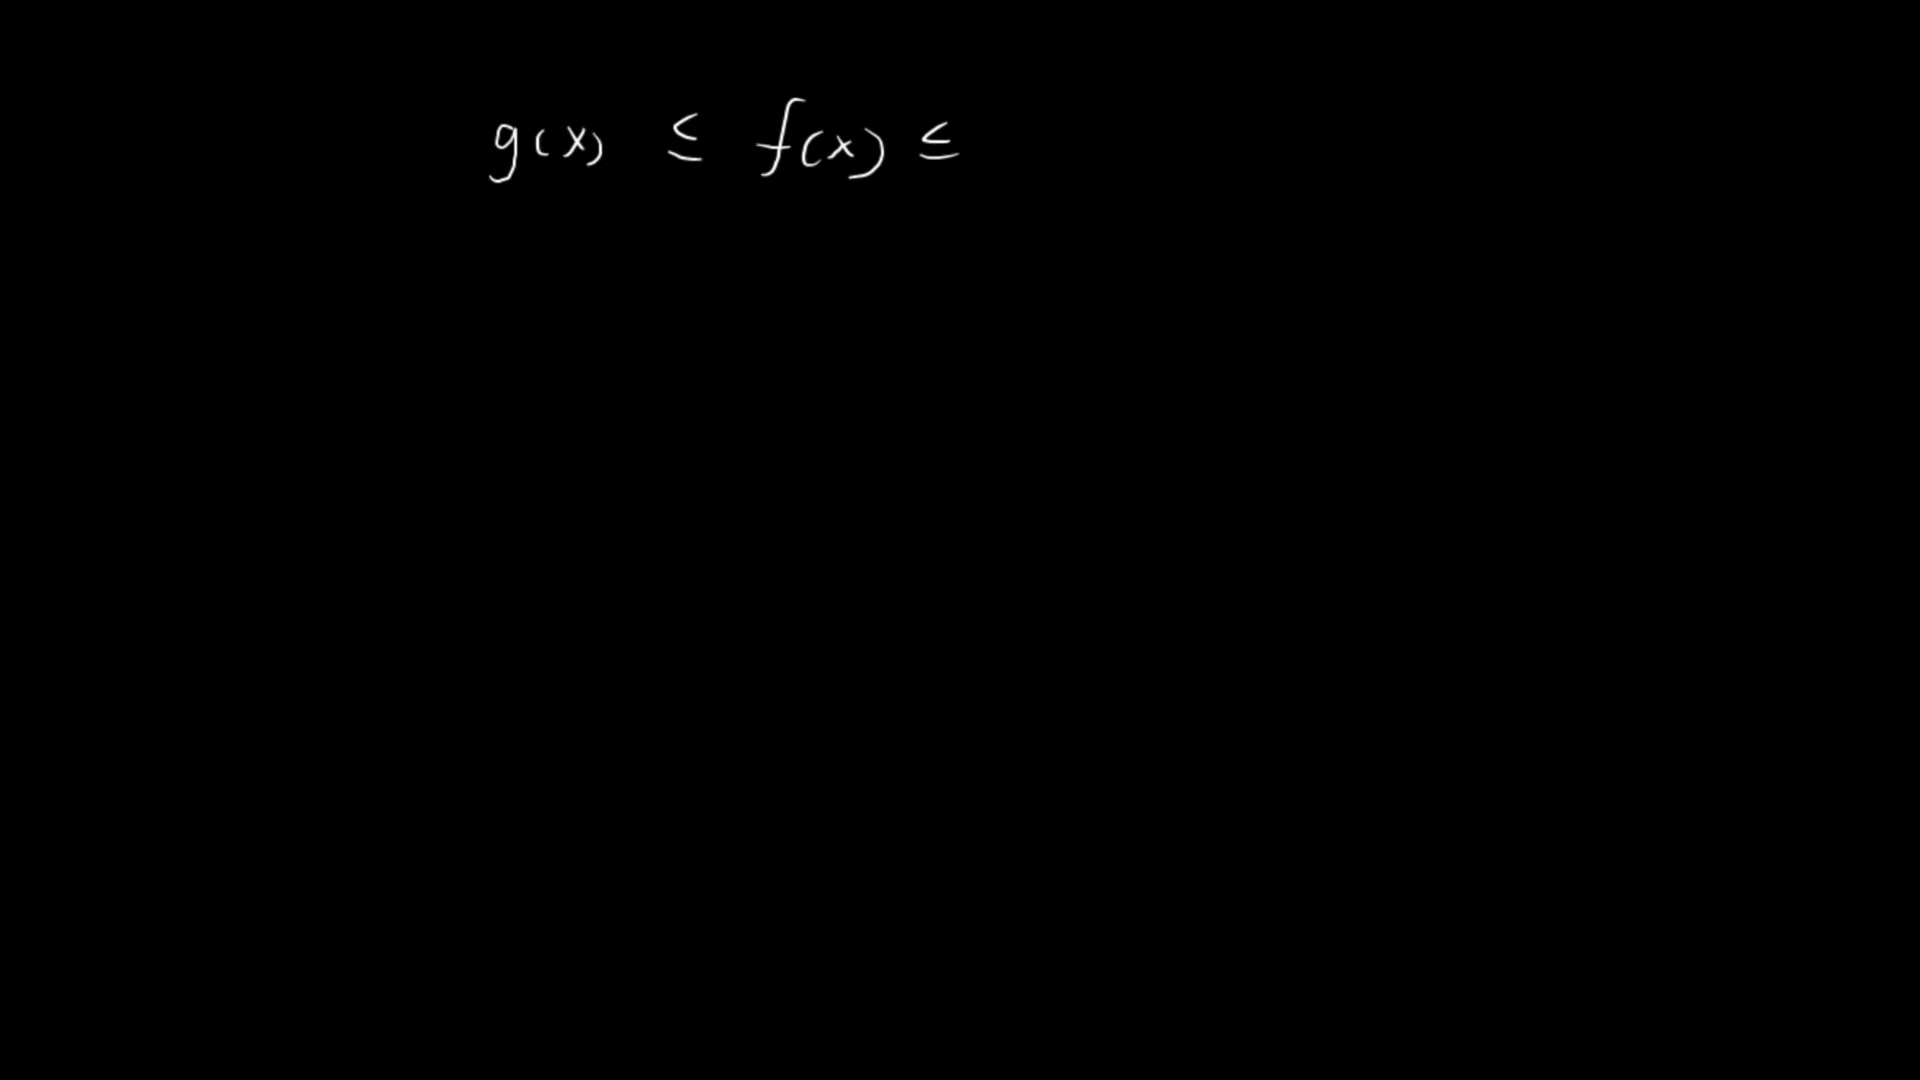 g(x) ≤ f(x) ≤